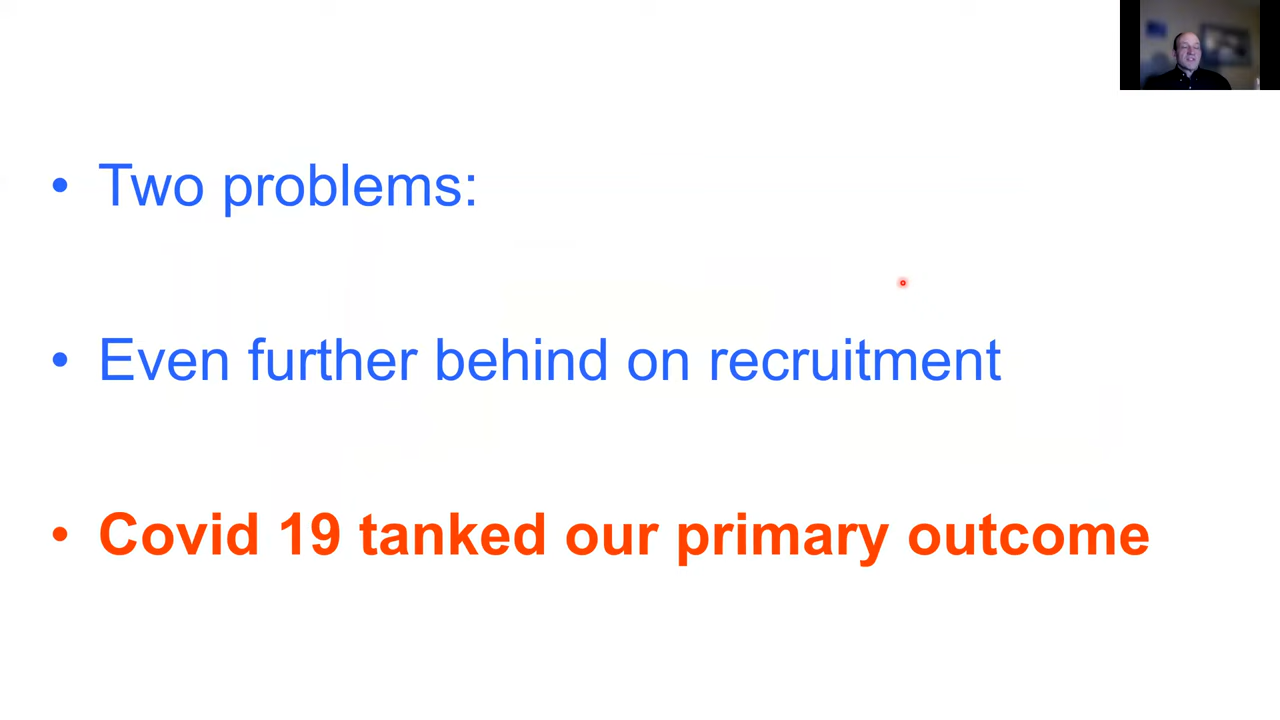 • Two problems:
• Even further behind on recruitment
• Covid 19 tanked our primary outcome